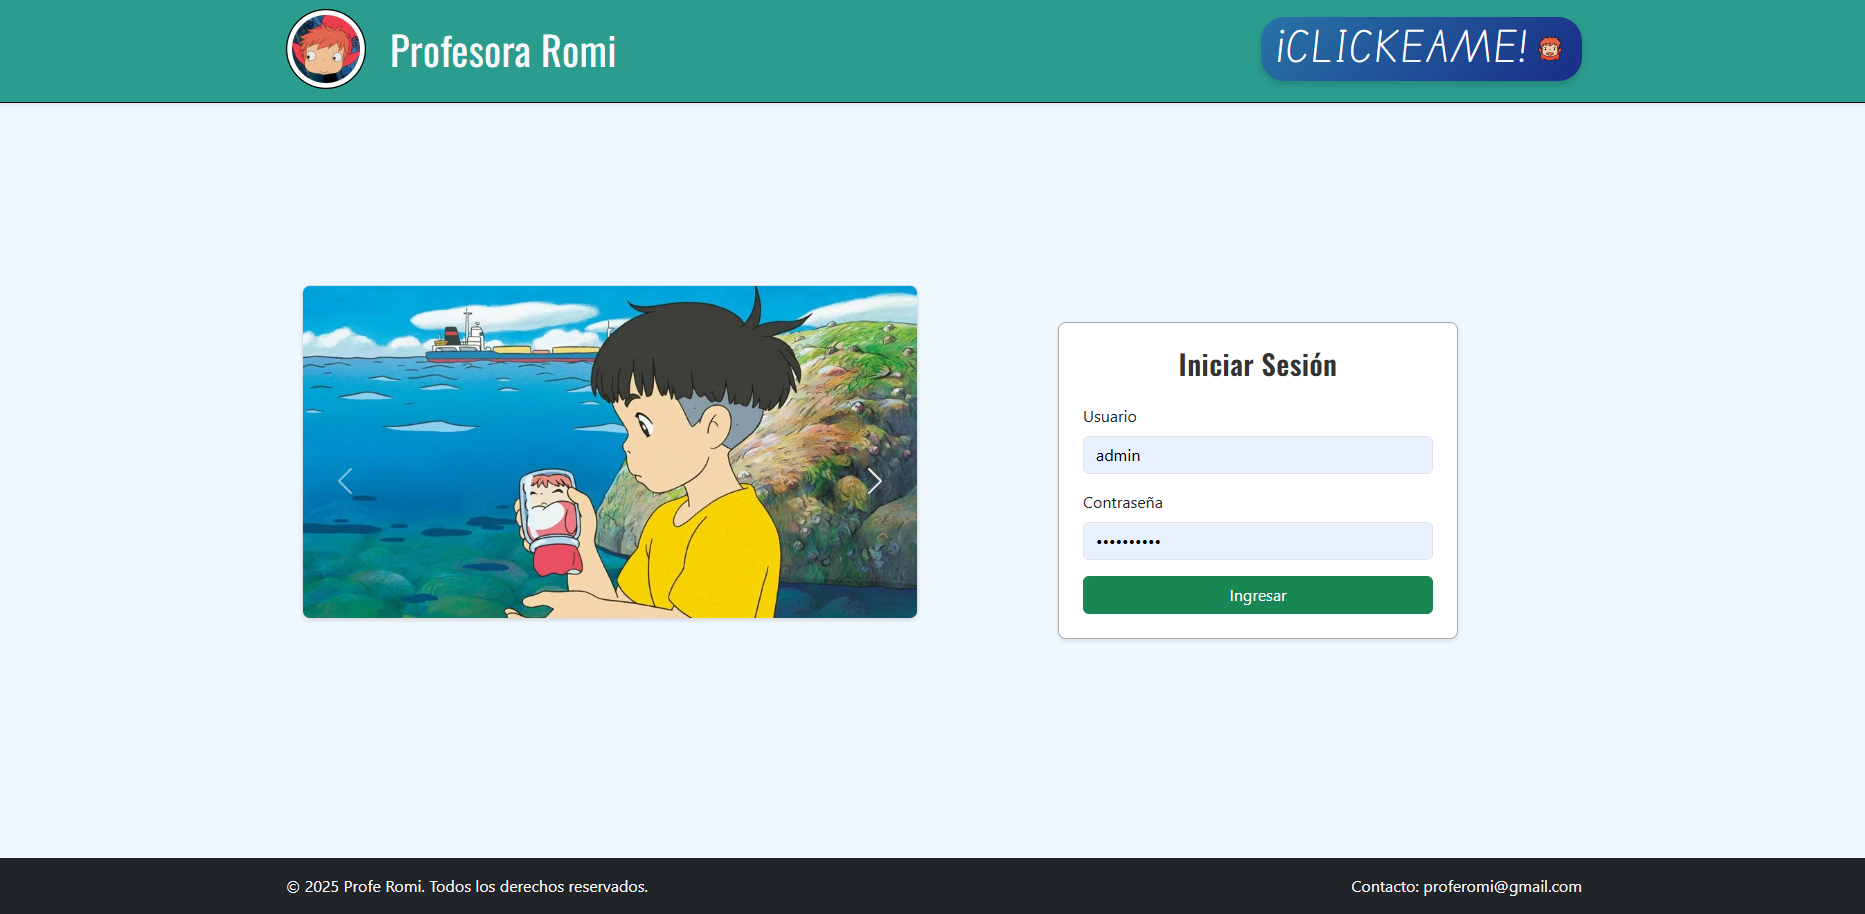 Profesora Romi
¡CLICKEAME!
Iniciar Sesión
Usuario
admin
Contraseña
••••••••••
Ingresar
© 2025 Profe Romi. Todos los derechos reservados.
Contacto: proferomi@gmail.com